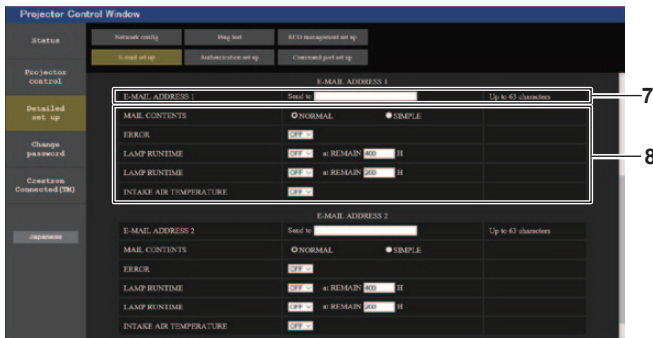 Projector Control Window
Status
Network config Ping test ECO management set up
E-mail set up Authentication set up Command port set up
Projector control
Detailed set up
Change password
Crestron Connected(TM)
Japanese
E-MAIL ADDRESS 1
E-MAIL ADDRESS 1 Send to Up to 63 characters 7
MAIL CONTENTS NORMAL SIMPLE
ERROR OFF
LAMP RUNTIME OFF at REMAIN 400 H 8
LAMP RUNTIME OFF at REMAIN 200 H
INTAKE AIR TEMPERATURE OFF
E-MAIL ADDRESS 2
E-MAIL ADDRESS 2 Send to Up to 63 characters
MAIL CONTENTS NORMAL SIMPLE
ERROR OFF
LAMP RUNTIME OFF at REMAIN 400 H
LAMP RUNTIME OFF at REMAIN 200 H
INTAKE AIR TEMPERATURE OFF